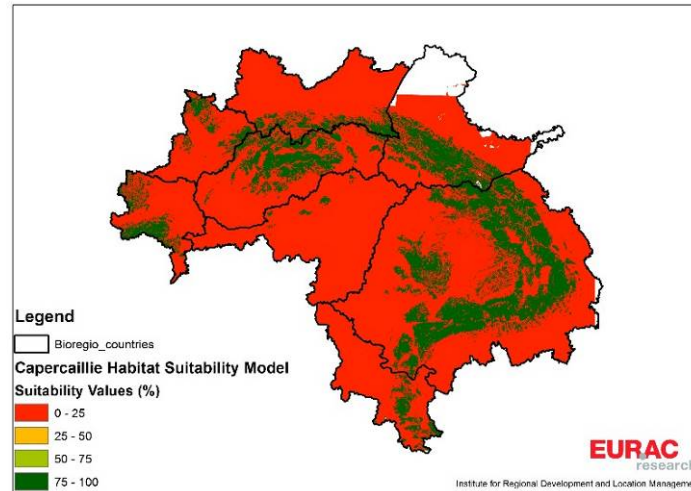 Legend
Bioregio_countries
Capercaillie Habitat Suitability Model
Suitability Values (%)
0 - 25
25 - 50
50 - 75
75 - 100
EURAC
research
Institute for Regional Development and Location Manageme